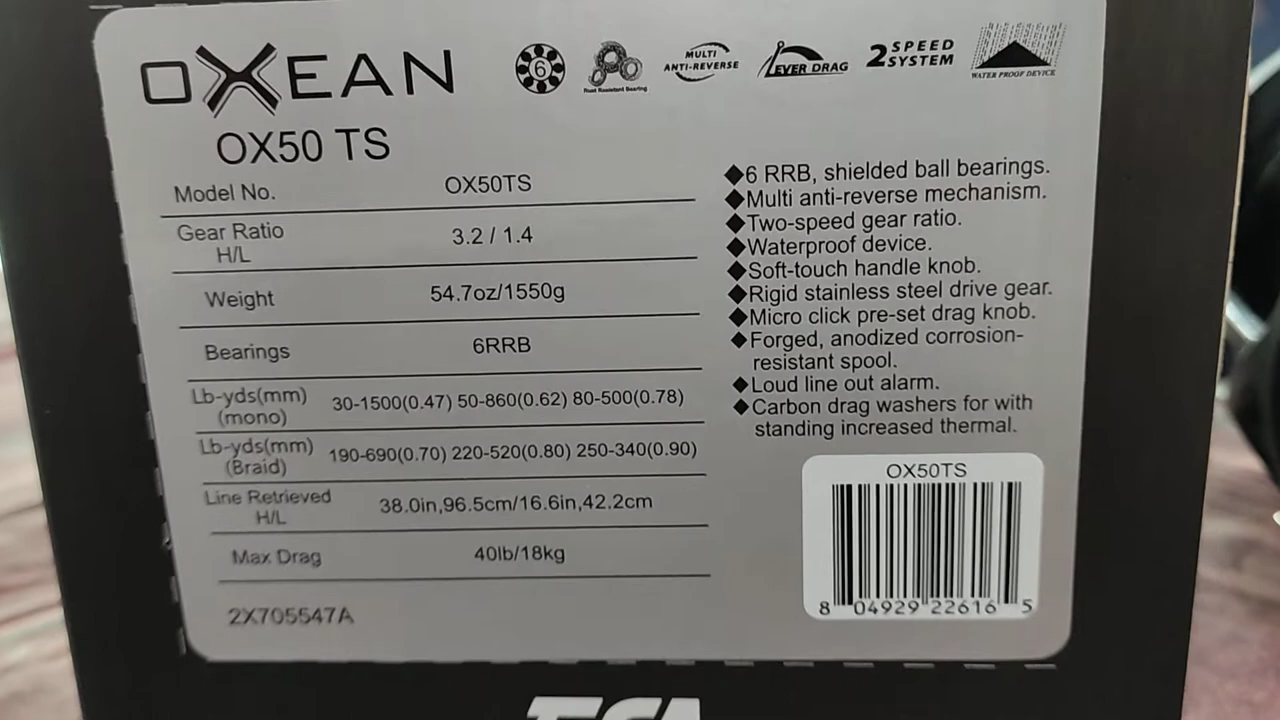 OXEAN
6
Rust Resistant Bearing
MULTI
ANTI-REVERSE
LEVER DRAG
2 SPEED
SYSTEM
WATER PROOF DEVICE
OX50 TS
Model No. OX50TS
Gear Ratio
H/L 3.2 / 1.4
Weight 54.7oz/1550g
Bearings 6RRB
Lb-yds(mm)
(mono) 30-1500(0.47) 50-860(0.62) 80-500(0.78)
Lb-yds(mm)
(Braid) 190-690(0.70) 220-520(0.80) 250-340(0.90)
Line Retrieved
H/L 38.0in,96.5cm/16.6in,42.2cm
Max Drag 40lb/18kg
2X705547A
◆6 RRB, shielded ball bearings.
◆Multi anti-reverse mechanism.
◆Two-speed gear ratio.
◆Waterproof device.
◆Soft-touch handle knob.
◆Rigid stainless steel drive gear.
◆Micro click pre-set drag knob.
◆Forged, anodized corrosion-
resistant spool.
◆Loud line out alarm.
◆Carbon drag washers for with
standing increased thermal.
OX50TS
8 04929 22616 5